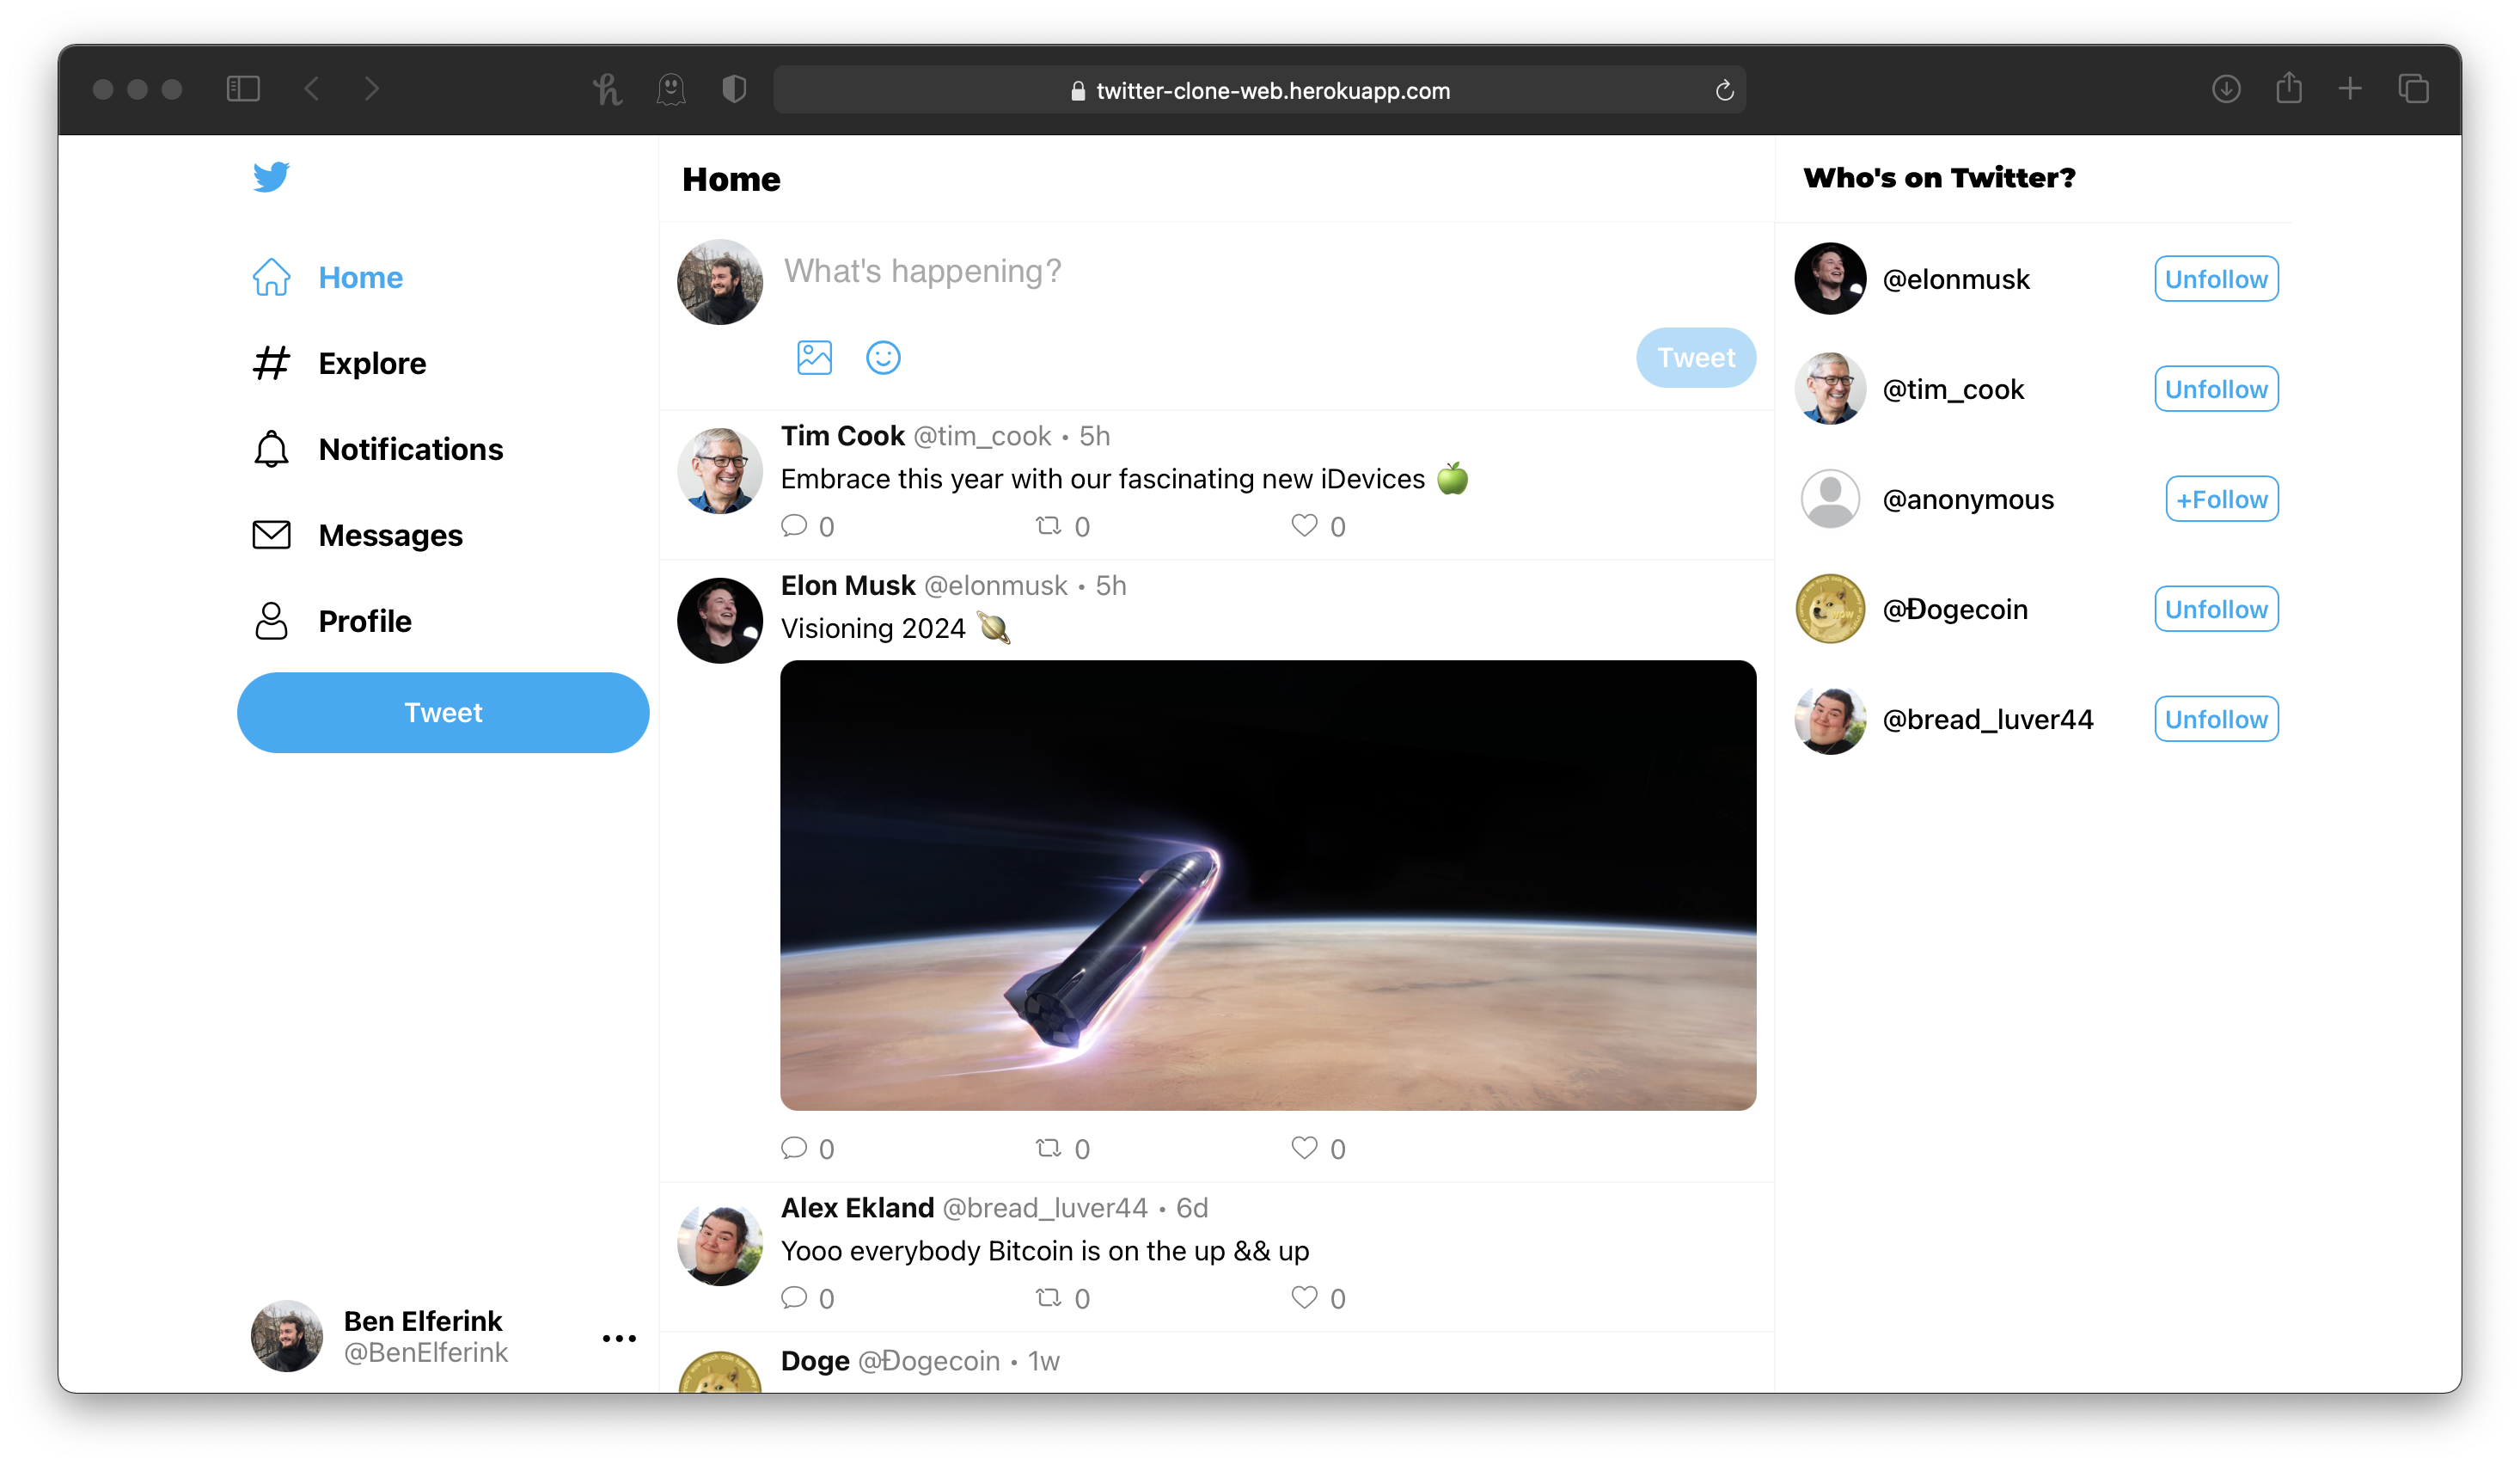 twitter-clone-web.herokuapp.com
Home
Explore
Notifications
Messages
Profile
Tweet
Ben Elferink
@BenElferink
Home
What's happening?
Tweet
Tim Cook @tim_cook • 5h
Embrace this year with our fascinating new iDevices 🍏
0 0 0
Elon Musk @elonmusk • 5h
Visioning 2024 🪐
0 0 0
Alex Ekland @bread_luver44 • 6d
Yooo everybody Bitcoin is on the up && up
0 0 0
Doge @Ðogecoin • 1w
Who's on Twitter?
@elonmusk Unfollow
@tim_cook Unfollow
@anonymous +Follow
@Ðogecoin Unfollow
@bread_luver44 Unfollow